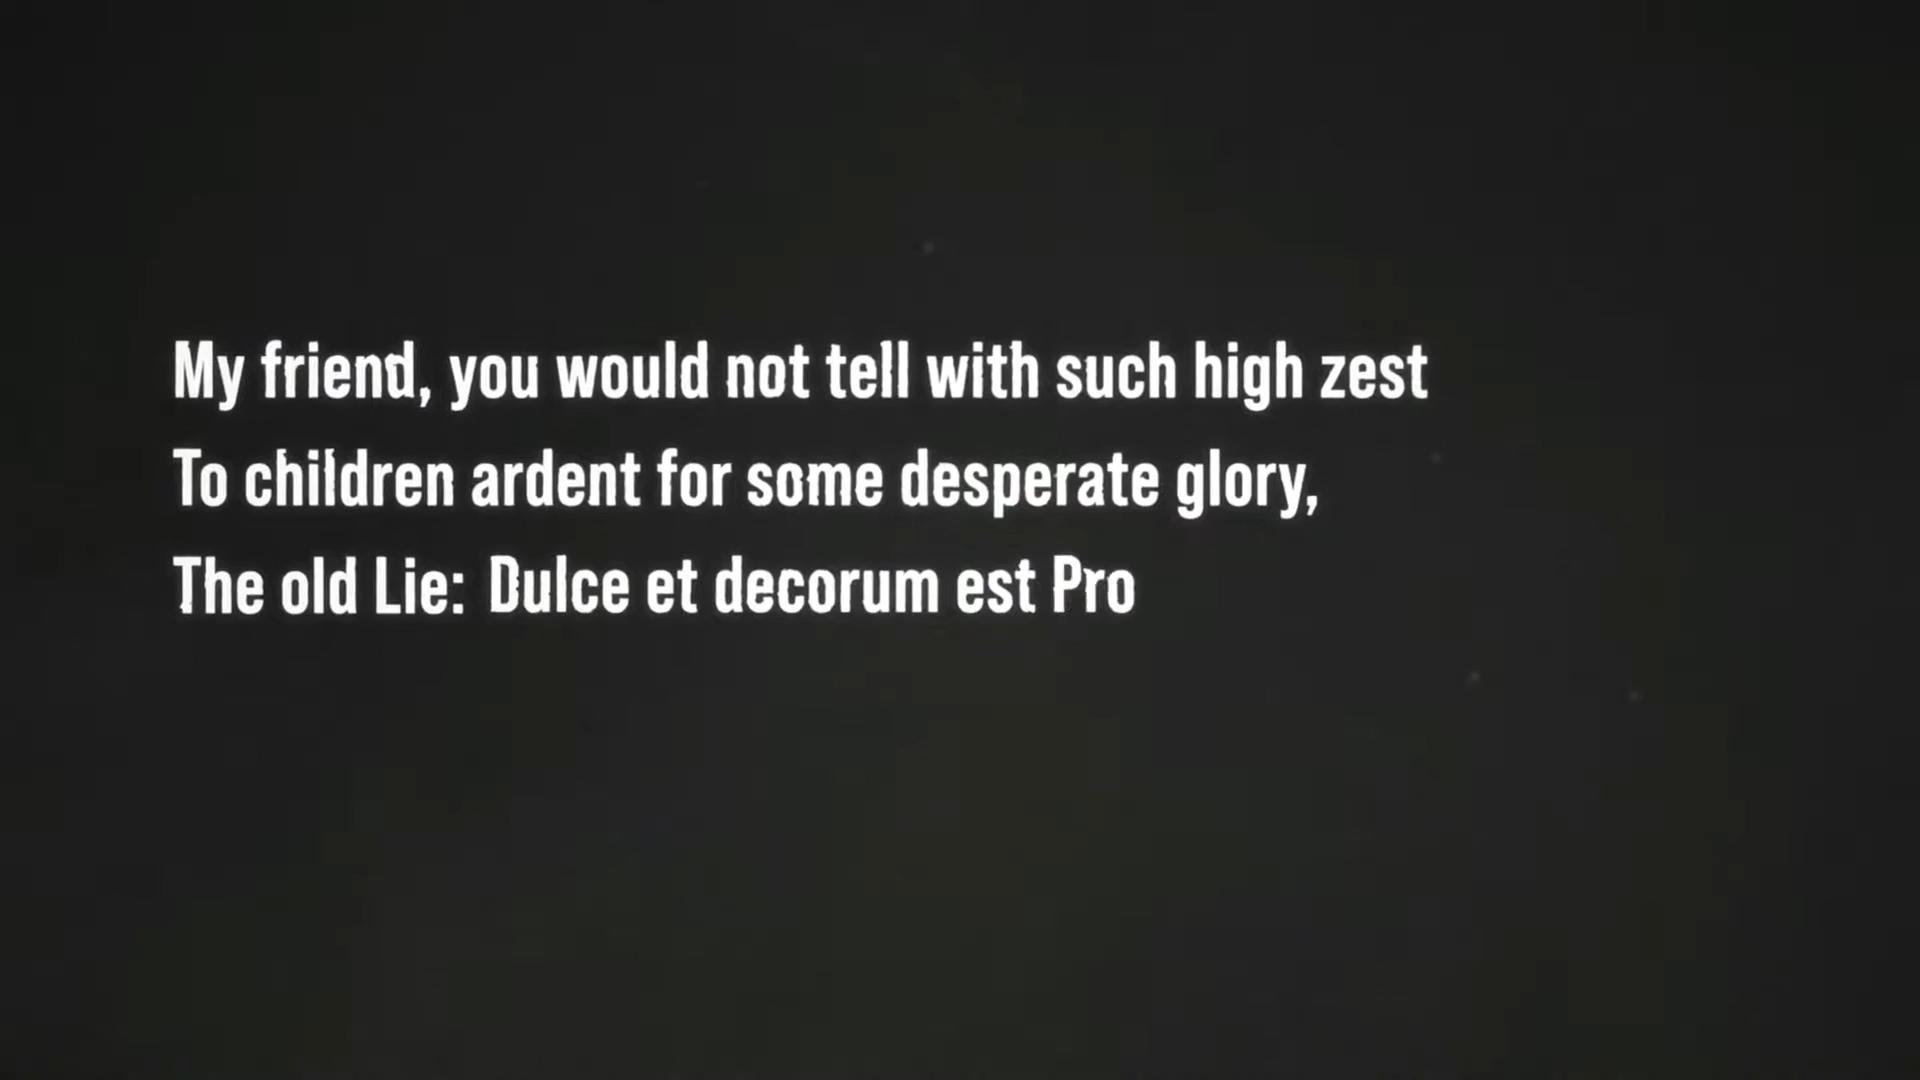 My friend, you would not tell with such high zest
To children ardent for some desperate glory,
The old Lie: Dulce et decorum est Pro